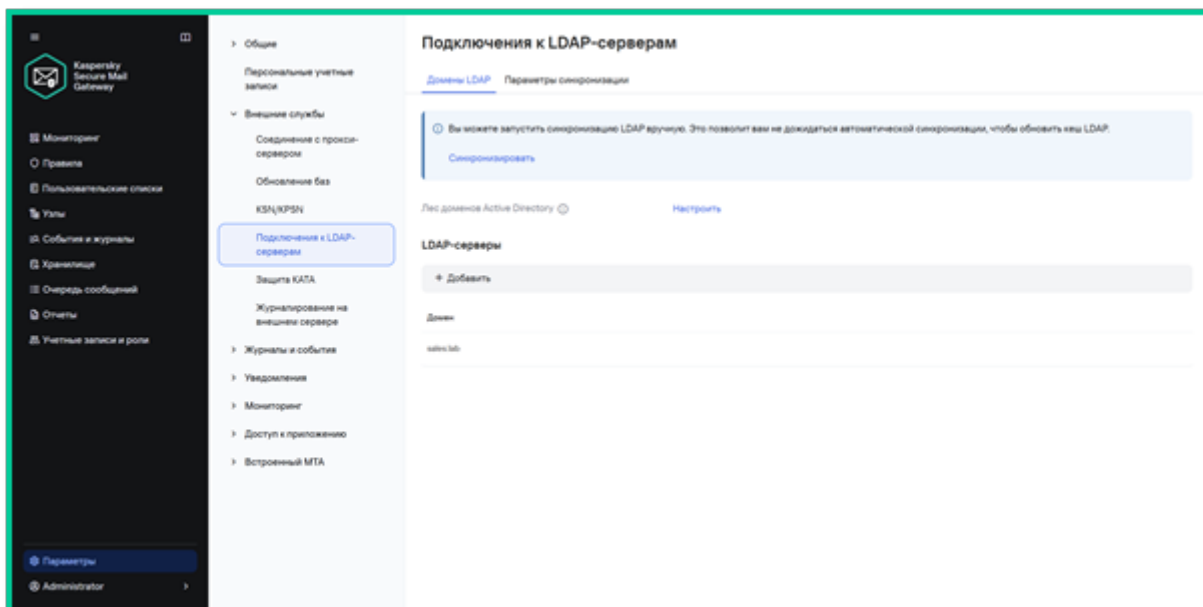 Kaspersky
Secure Mail
Gateway
Мониторинг
Правила
Пользовательские списки
Узлы
События и журналы
Хранилище
Очередь сообщений
Отчеты
Учетные записи и роли
Параметры
Administrator
Общие
Персональные учетные
записи
Внешние службы
Соединение с прокси-
сервером
Обновление баз
KSN/KPSN
Подключения к LDAP-
серверам
Защита KATA
Журналирование на
внешнем сервере
Журналы и события
Уведомления
Мониторинг
Доступ к приложению
Встроенный MTA
Подключения к LDAP-серверам
Домены LDAP Параметры синхронизации
Вы можете запустить синхронизацию LDAP вручную. Это позволит вам не дожидаться автоматической синхронизации, чтобы обновить кеш LDAP.
Синхронизировать
Лес доменов Active Directory Настроить
LDAP-серверы
+ Добавить
Домен
sales.lab